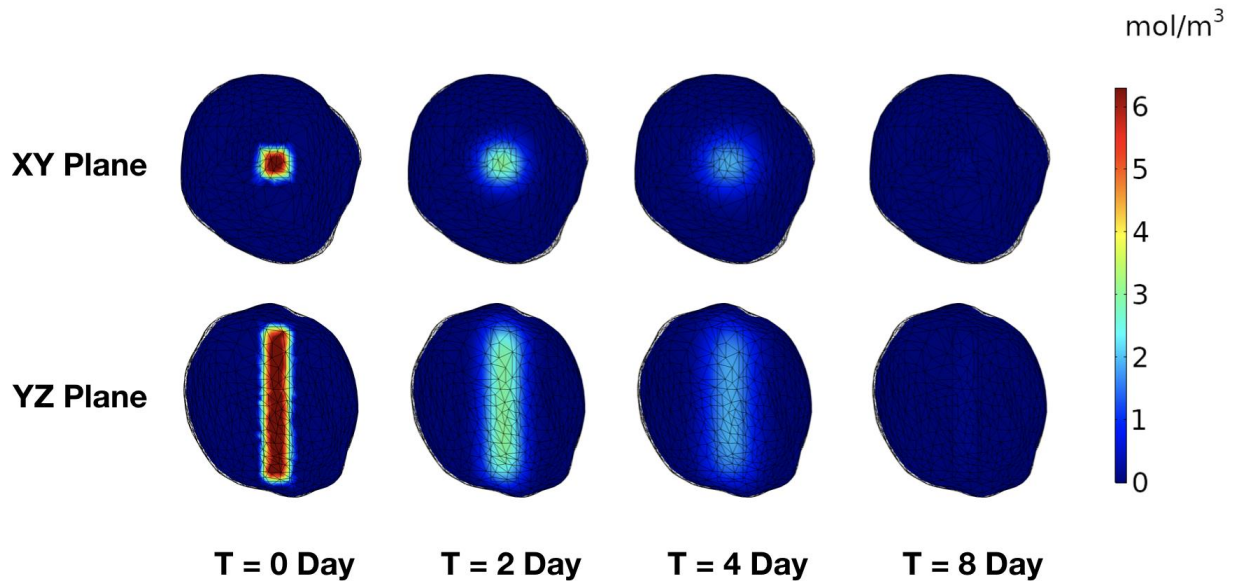 mol/m³
XY Plane
YZ Plane
6
5
4
3
2
1
0
T = 0 Day
T = 2 Day
T = 4 Day
T = 8 Day